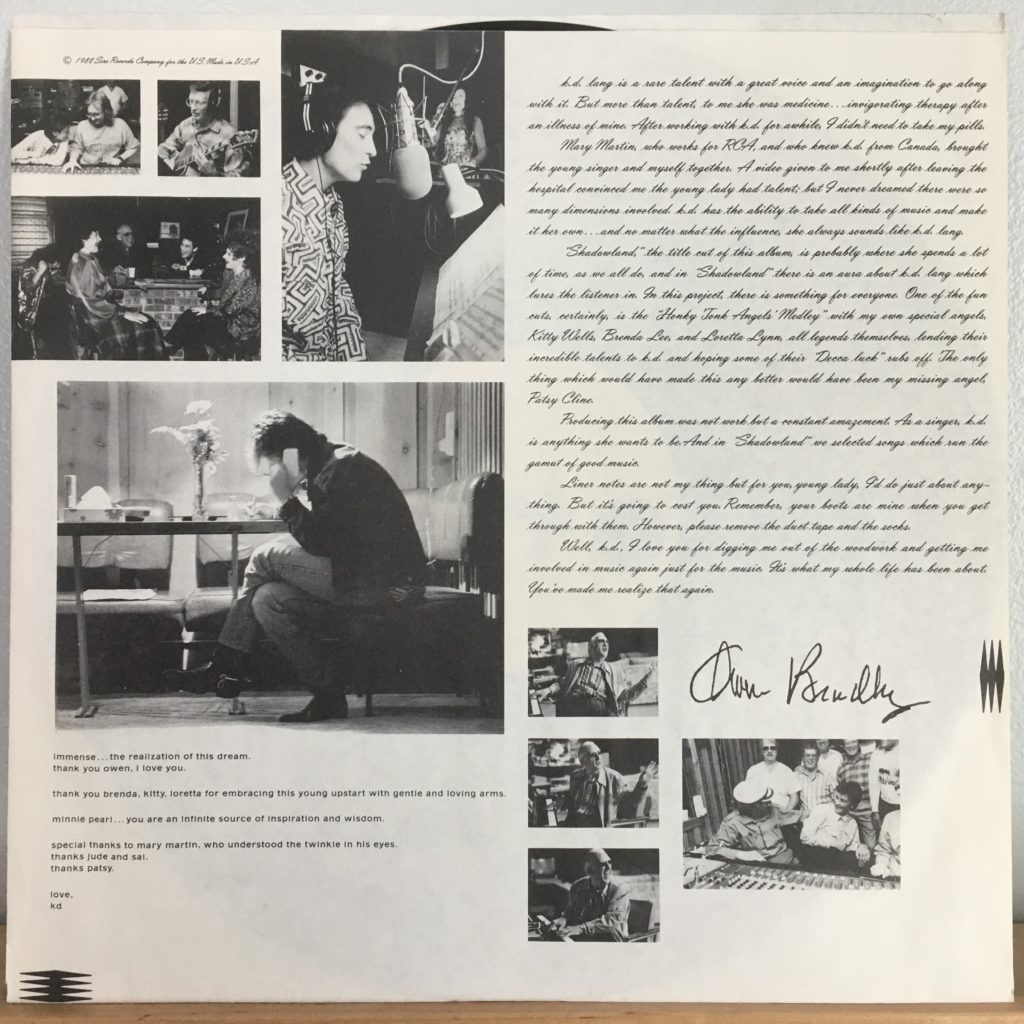 © 1988 Sire Records Company for the U.S. Made in U.S.A.
k.d. lang is a rare talent with a great voice and an imagination to go along
with it. But more than talent, to me she was medicine...invigorating therapy after
an illness of mine. After working with k.d. for awhile, I didn't need to take my pills.
Mary Martin, who works for RCA, and who knew k.d. from Canada, brought
the young singer and myself together. A video given to me shortly after leaving the
hospital convinced me the young lady had talent; but I never dreamed there were so
many dimensions involved. k.d. has the ability to take all kinds of music and make
it her own...and no matter what the influence, she always sounds like k.d. lang.
"Shadowland," the title cut of this album, is probably where she spends a lot
of time, as we all do, and in "Shadowland" there is an aura about k.d. lang which
lures the listener in. In this project, there is something for everyone. One of the fun
cuts, certainly, is the "Honky Tonk Angels' Medley" with my own special angels,
Kitty Wells, Brenda Lee, and Loretta Lynn, all legends themselves, lending their
incredible talents to k.d. and hoping some of their "Decca luck" rubs off. The only
thing which would have made this any better would have been my missing angel,
Patsy Cline.
Producing this album was not work but a constant amazement. As a singer, k.d.
is anything she wants to be. And in "Shadowland" we selected songs which run the
gamut of good music.
Liner notes are not my thing but for you, young lady, I'd do just about any-
thing. But it's going to cost you. Remember, your boots are mine when you get
through with them. However, please remove the duct tape and the socks.
Well, k.d., I love you for digging me out of the woodwork and getting me
involved in music again just for the music. It's what my whole life has been about.
You've made me realize that again.
Owen Bradley
immense...the realization of this dream.
thank you owen, i love you.
thank you brenda, kitty, loretta for embracing this young upstart with gentle and loving arms.
minnie pearl...you are an infinite source of inspiration and wisdom.
special thanks to mary martin, who understood the twinkle in his eyes.
thanks jude and sal.
thanks patsy.
love,
kd